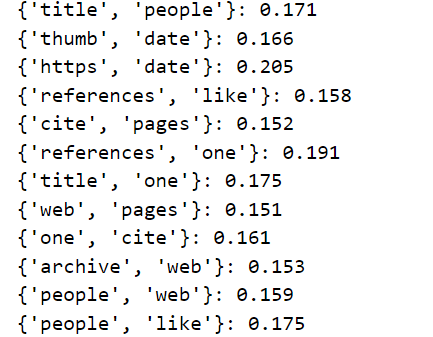 {'title', 'people'}: 0.171
{'thumb', 'date'}: 0.166
{'https', 'date'}: 0.205
{'references', 'like'}: 0.158
{'cite', 'pages'}: 0.152
{'references', 'one'}: 0.191
{'title', 'one'}: 0.175
{'web', 'pages'}: 0.151
{'one', 'cite'}: 0.161
{'archive', 'web'}: 0.153
{'people', 'web'}: 0.159
{'people', 'like'}: 0.175